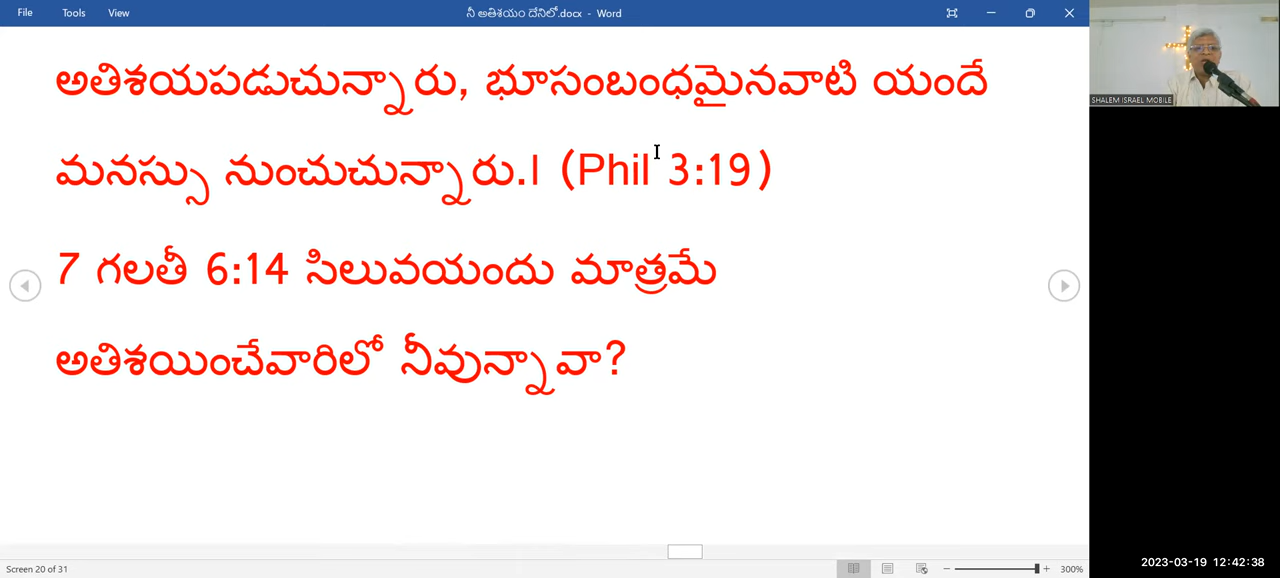 File Tools View నీ అతిశయం దేనిలో.docx - Word
SHALEM ISRAEL MOBILE
అతిశయపడుచున్నారు, భూసంబంధమైనవాటి యందే
మనస్సు నుంచుచున్నారు.I (Phil 3:19)
7 గలతీ 6:14 సిలువయందు మాత్రమే
అతిశయించేవారిలో నీవున్నావా?
Screen 20 of 31
300%
2023-03-19 12:42:38